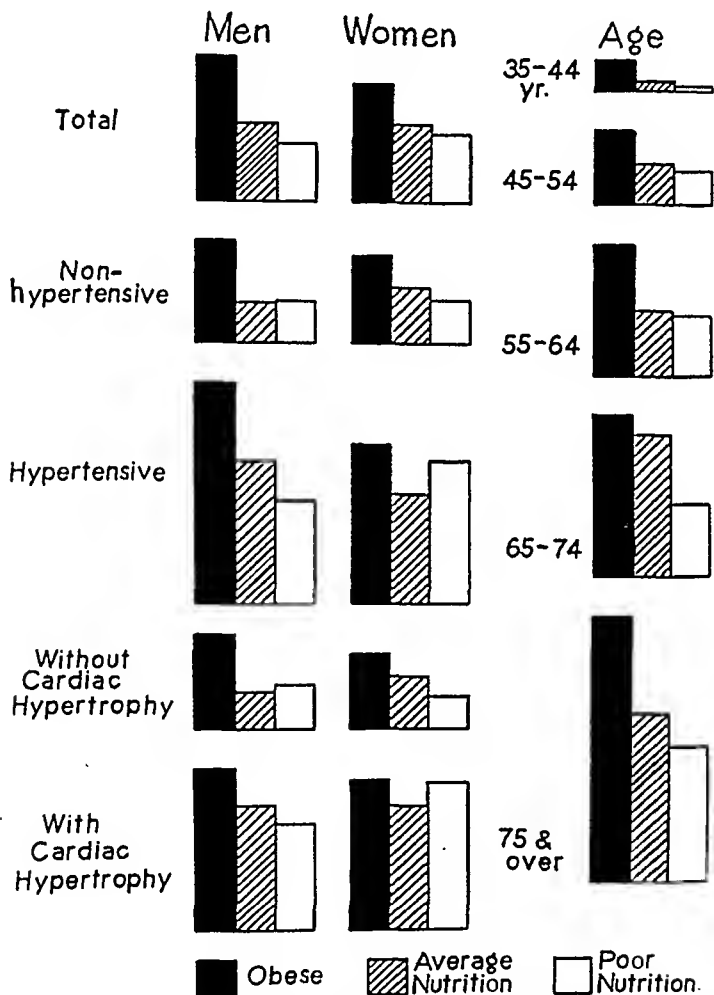 Men Women Age
35-44
yr.
Total
45-54
Non-
hypertensive
55-64
Hypertensive
65-74
Without
Cardiac
Hypertrophy
With
Cardiac
Hypertrophy
75 &
over
Obese
Average
Nutrition
Poor
Nutrition.